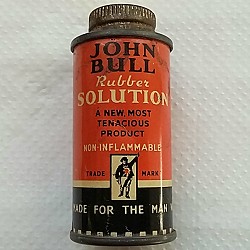 JOHN
BULL
Rubber
SOLUTION
A NEW, MOST
TENACIOUS
PRODUCT
NON-INFLAMMABLE
TRADE MARK
MADE FOR THE MAN